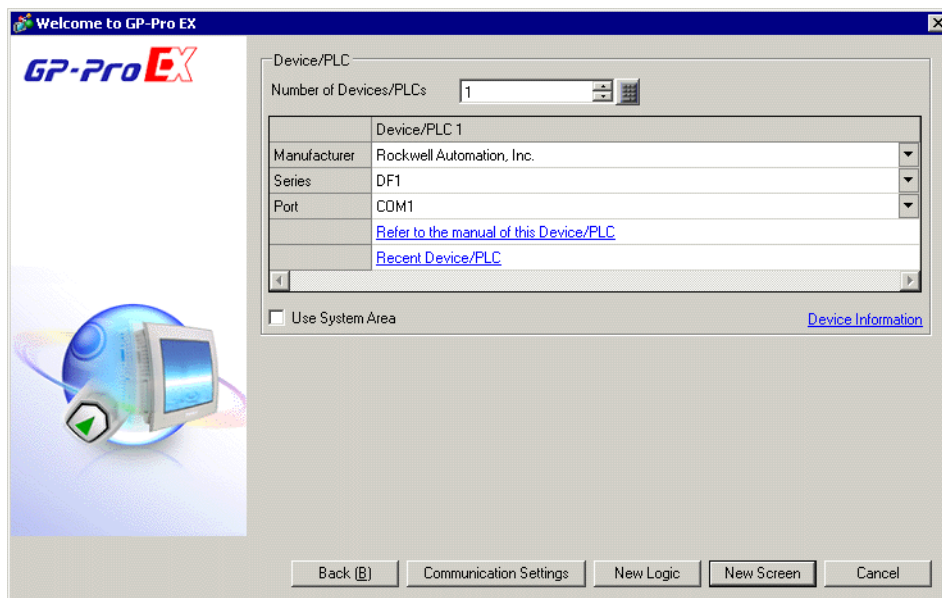 Welcome to GP-Pro EX
GP-Pro EX
Device/PLC
Number of Devices/PLCs 1
Device/PLC 1
Manufacturer Rockwell Automation, Inc.
Series DF1
Port COM1
Refer to the manual of this Device/PLC
Recent Device/PLC
Use System Area Device Information
Back (B) Communication Settings New Logic New Screen Cancel